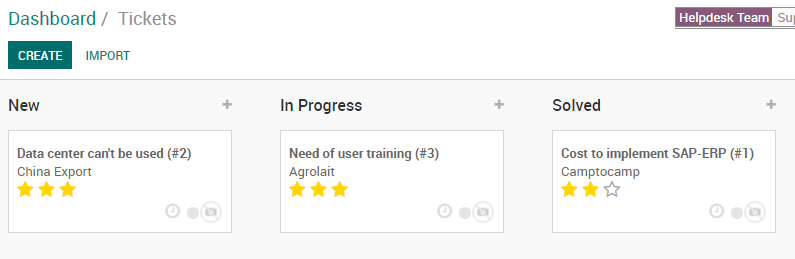 Dashboard / Tickets
Helpdesk Team
CREATE IMPORT
New +
Data center can't be used (#2)
China Export
In Progress +
Need of user training (#3)
Agrolait
Solved +
Cost to implement SAP-ERP (#1)
Camptocamp